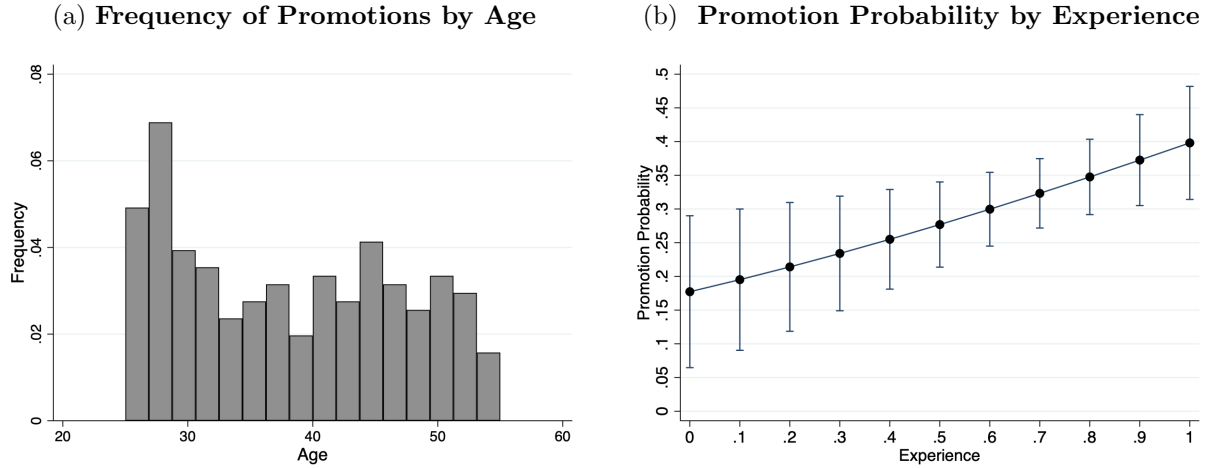 (a) Frequency of Promotions by Age
.08
.06
.04
.02
0
Frequency
20 30 40 50 60
Age
(b) Promotion Probability by Experience
.5
.45
.4
.35
.3
.25
.2
.15
.1
.05
0
Promotion Probability
0 .1 .2 .3 .4 .5 .6 .7 .8 .9 1
Experience